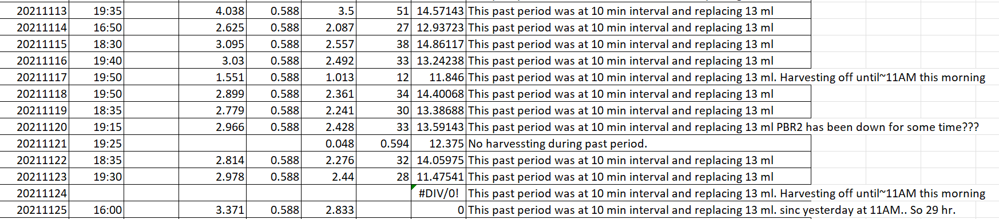 20211113 19:35 4.038 0.588 3.5 51 14.57143 This past period was at 10 min interval and replacing 13 ml
20211114 16:50 2.625 0.588 2.087 27 12.93723 This past period was at 10 min interval and replacing 13 ml
20211115 18:30 3.095 0.588 2.557 38 14.86117 This past period was at 10 min interval and replacing 13 ml
20211116 19:40 3.03 0.588 2.492 33 13.24238 This past period was at 10 min interval and replacing 13 ml
20211117 19:50 1.551 0.588 1.013 12 11.846 This past period was at 10 min interval and replacing 13 ml. Harvesting off until~11AM this morning
20211118 19:50 2.899 0.588 2.361 34 14.40068 This past period was at 10 min interval and replacing 13 ml
20211119 18:35 2.779 0.588 2.241 30 13.38688 This past period was at 10 min interval and replacing 13 ml
20211120 19:15 2.966 0.588 2.428 33 13.59143 This past period was at 10 min interval and replacing 13 ml PBR2 has been down for some time???
20211121 19:25 0.048 0.594 12.375 No harvessting during past period.
20211122 18:35 2.814 0.588 2.276 32 14.05975 This past period was at 10 min interval and replacing 13 ml
20211123 19:30 2.978 0.588 2.44 28 11.47541 This past period was at 10 min interval and replacing 13 ml
20211124 #DIV/0! This past period was at 10 min interval and replacing 13 ml. Harvesting off until~11AM this morning
20211125 16:00 3.371 0.588 2.833 0 This past period was at 10 min interval and replacing 13 ml. sinc yesterday at 11AM.. So 29 hr.